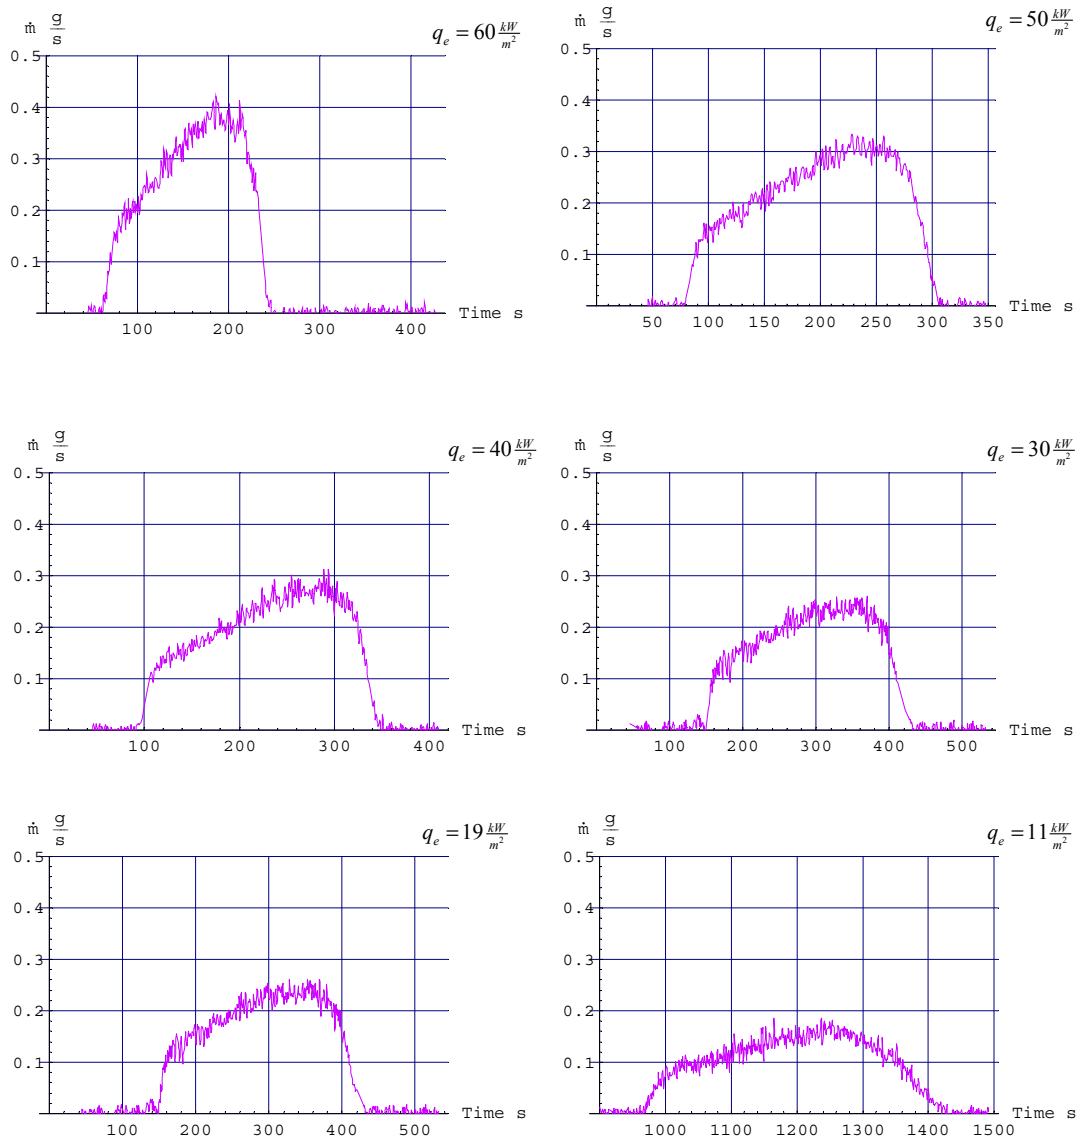 ṁ g/s
q_e = 60 kW/m²
0.5
0.4
0.3
0.2
0.1
100 200 300 400
Time s
ṁ g/s
q_e = 50 kW/m²
0.5
0.4
0.3
0.2
0.1
50 100 150 200 250 300 350
Time s
ṁ g/s
q_e = 40 kW/m²
0.5
0.4
0.3
0.2
0.1
100 200 300 400
Time s
ṁ g/s
q_e = 30 kW/m²
0.5
0.4
0.3
0.2
0.1
100 200 300 400 500
Time s
ṁ g/s
q_e = 19 kW/m²
0.5
0.4
0.3
0.2
0.1
100 200 300 400 500
Time s
ṁ g/s
q_e = 11 kW/m²
0.5
0.4
0.3
0.2
0.1
1000 1100 1200 1300 1400 1500
Time s